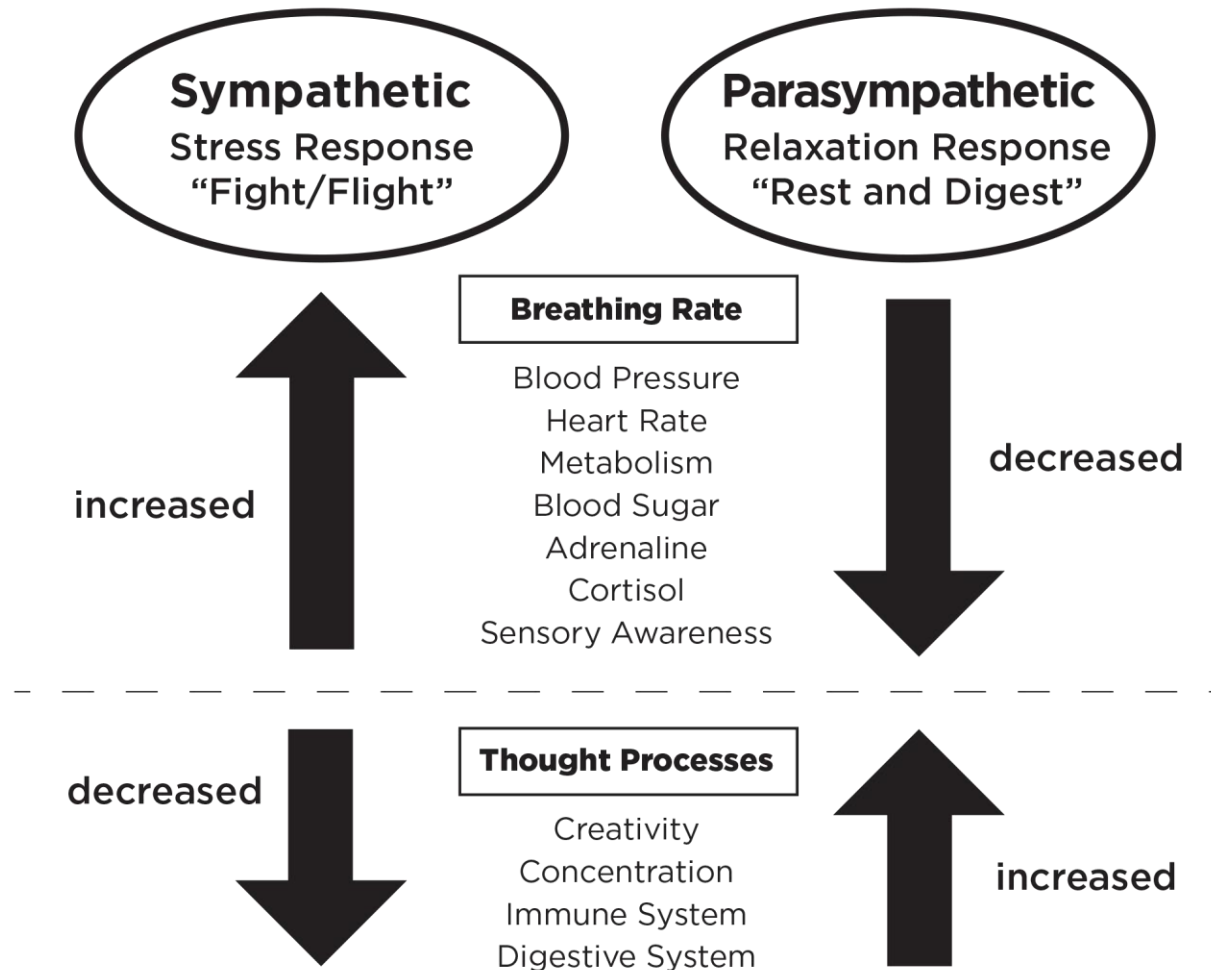 Sympathetic
Stress Response
“Fight/Flight”
Parasympathetic
Relaxation Response
“Rest and Digest”
Breathing Rate
Blood Pressure
Heart Rate
Metabolism
Blood Sugar
Adrenaline
Cortisol
Sensory Awareness
increased
decreased
Thought Processes
Creativity
Concentration
Immune System
Digestive System
decreased
increased